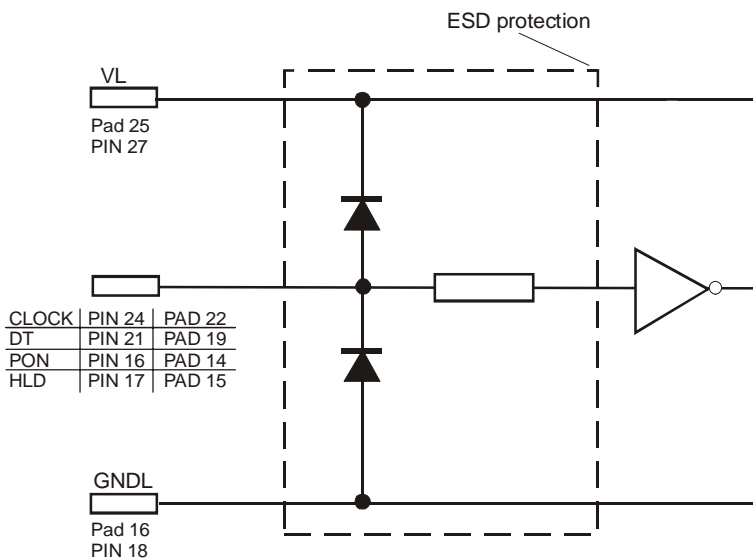 ESD protection
VL
Pad 25
PIN 27
CLOCK PIN 24 PAD 22
DT PIN 21 PAD 19
PON PIN 16 PAD 14
HLD PIN 17 PAD 15
GNDL
Pad 16
PIN 18